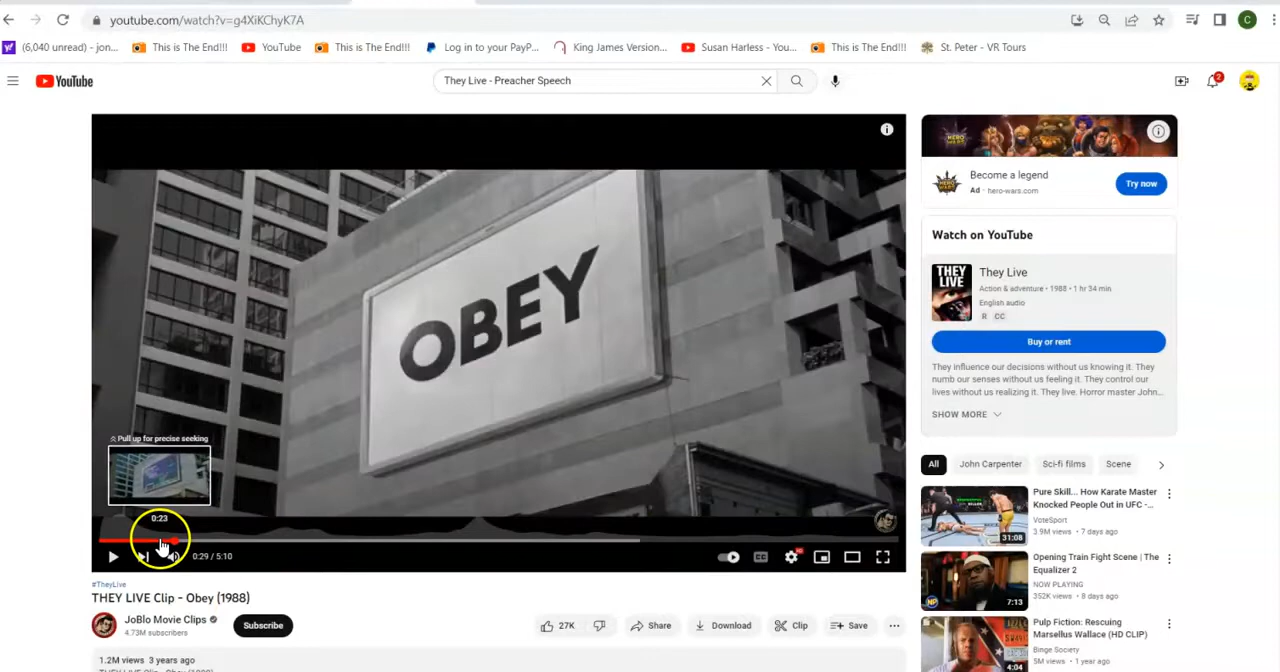 youtube.com/watch?v=g4XiKChyK7A
(6,040 unread) - jon... This is The End!!! YouTube This is The End!!! Log in to your PayP... King James Version... Susan Harless - You... This is The End!!! St. Peter - VR Tours
YouTube They Live - Preacher Speech 2 C
OBEY
Become a legend
Ad · hero-wars.com
Try now
Watch on YouTube
THEY LIVE
They Live
Action & adventure • 1988 • 1 hr 34 min
English audio
R CC
Buy or rent
They influence our decisions without us knowing it. They
numb our senses without us feeling it. They control our
lives without us realizing it. They live. Horror master John...
SHOW MORE
Pull up for precise seeking
0:23
0:29 / 5:10
All John Carpenter Sci-fi films Scene
Pure Skill... How Karate Master
Knocked People Out in UFC -...
VoteSport
3.9M views • 7 days ago
31:08
Opening Train Fight Scene | The
Equalizer 2
NOW PLAYING
352K views • 8 days ago
7:13
Pulp Fiction: Rescuing
Marsellus Wallace (HD CLIP)
Binge Society
5M views • 1 year ago
4:04
#TheyLive
THEY LIVE Clip - Obey (1988)
JoBlo Movie Clips
4.73M subscribers
Subscribe
27K Share Download Clip Save
1.2M views 3 years ago
THEY LIVE Clip - Obey (1988)